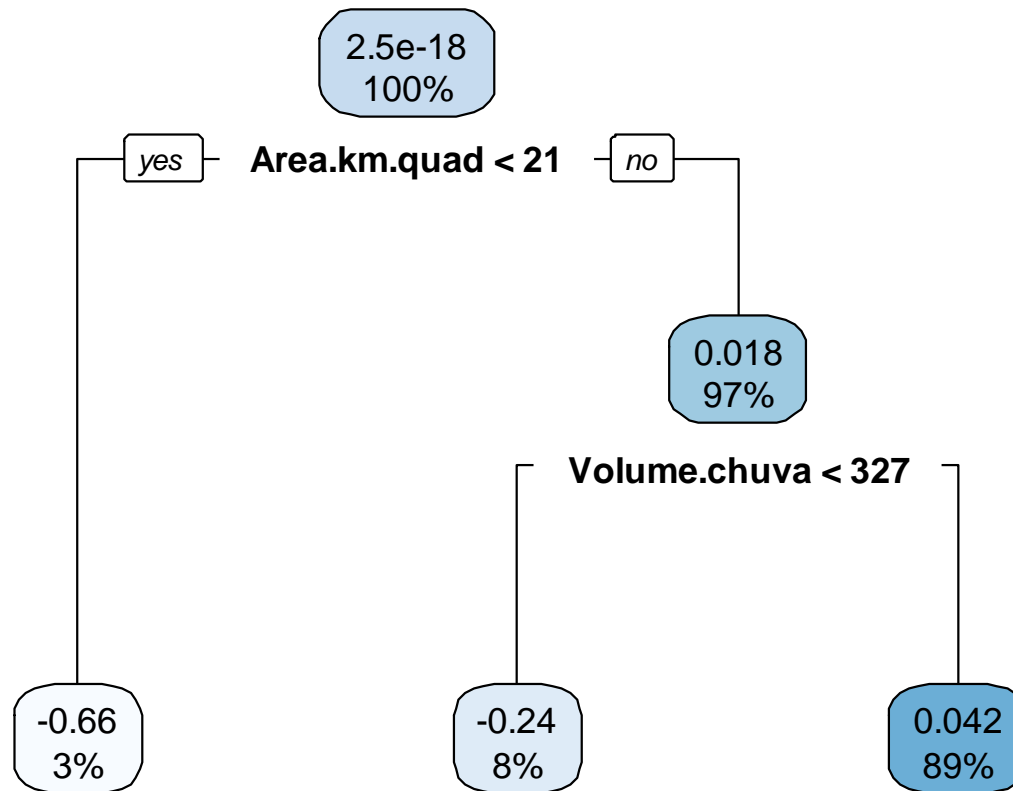 2.5e-18
100%
yes
Area.km.quad < 21
no
0.018
97%
Volume.chuva < 327
-0.66
3%
-0.24
8%
0.042
89%